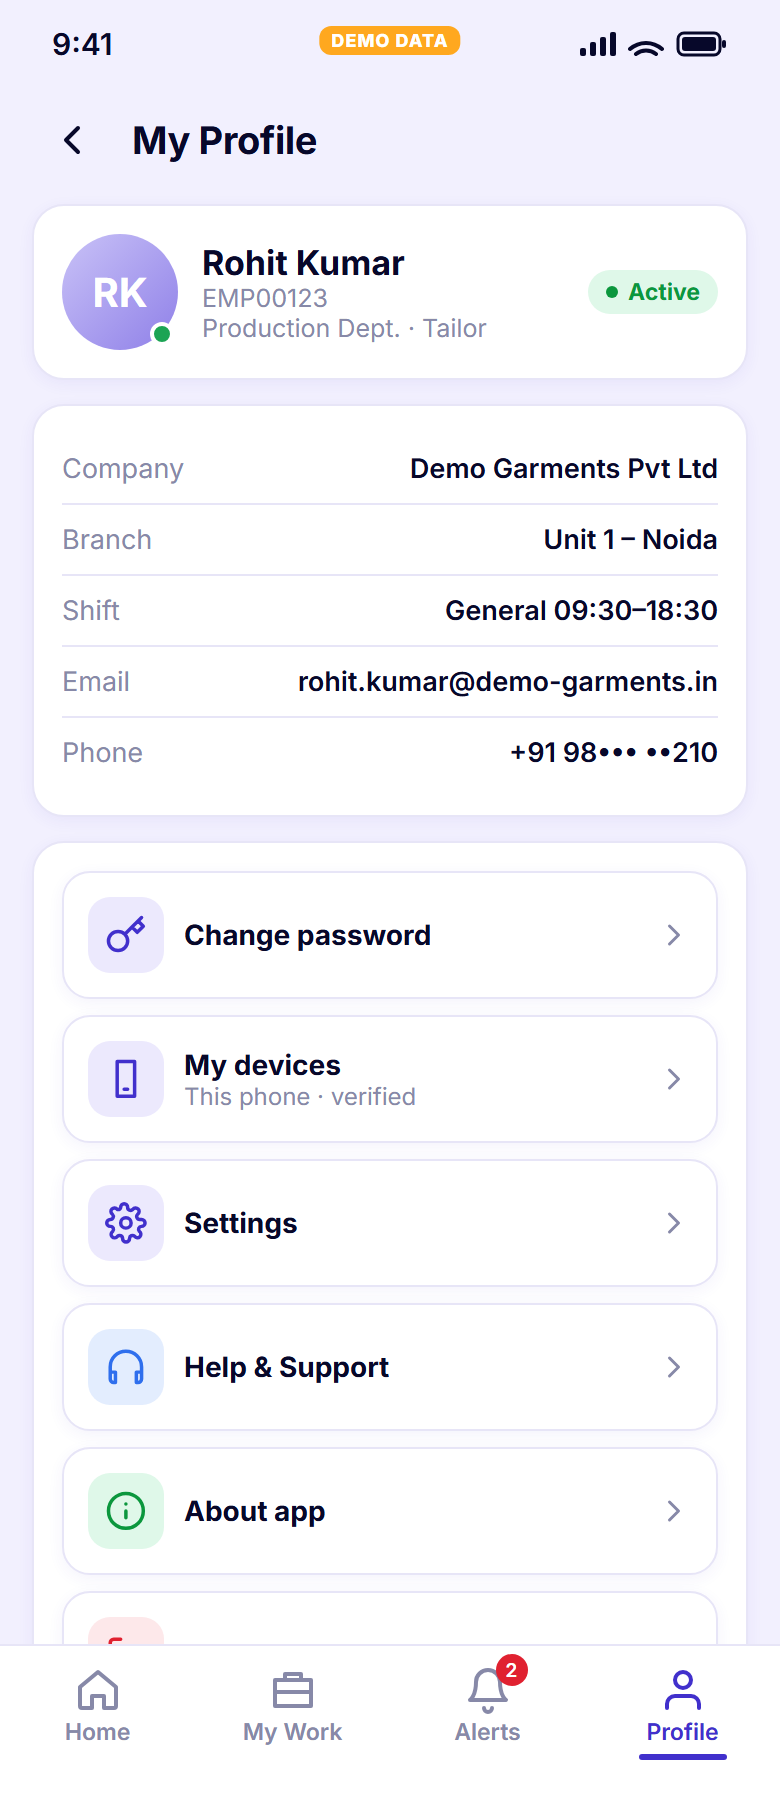 9:41
DEMO DATA
My Profile
RK
Rohit Kumar
EMP00123
Production Dept. · Tailor
Active
Company
Demo Garments Pvt Ltd
Branch
Unit 1 – Noida
Shift
General 09:30–18:30
Email
rohit.kumar@demo-garments.in
Phone
+91 98••• ••210
Change password
My devices
This phone · verified
Settings
Help & Support
About app
2
Home
My Work
Alerts
Profile